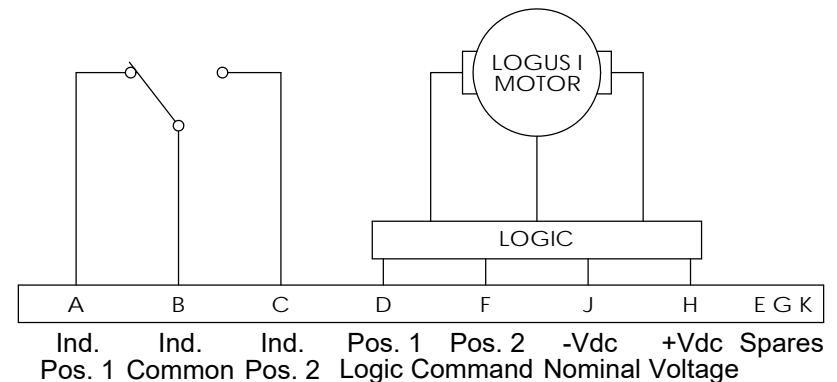 LOGUS I
MOTOR
LOGIC
A B C D F J H E G K
Ind. Ind. Ind. Pos. 1 Pos. 2 -Vdc +Vdc Spares
Pos. 1 Common Pos. 2 Logic Command Nominal Voltage